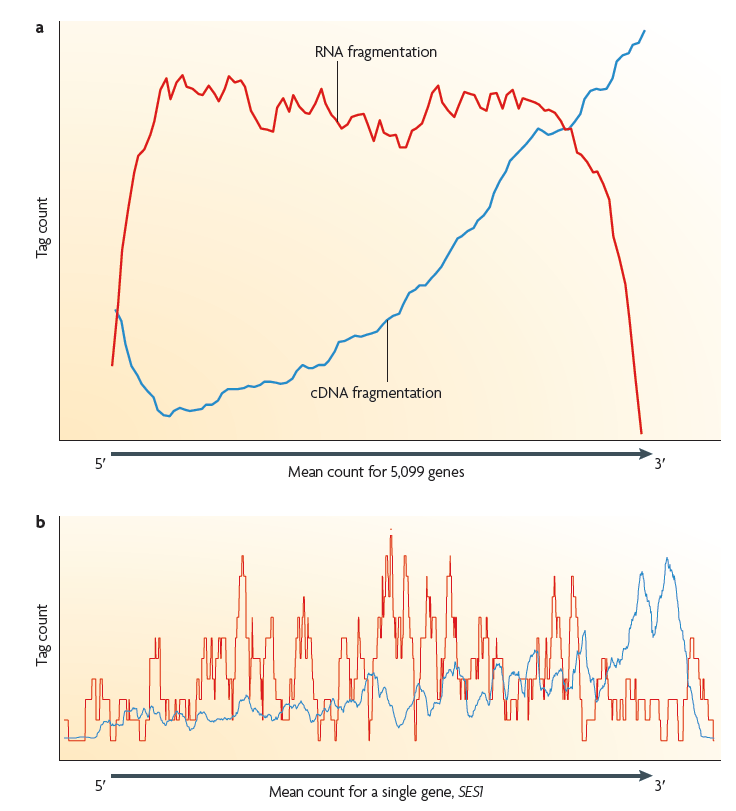 a
RNA fragmentation
Tag count
cDNA fragmentation
5′ 3′
Mean count for 5,099 genes
b
Tag count
5′ 3′
Mean count for a single gene, SES1